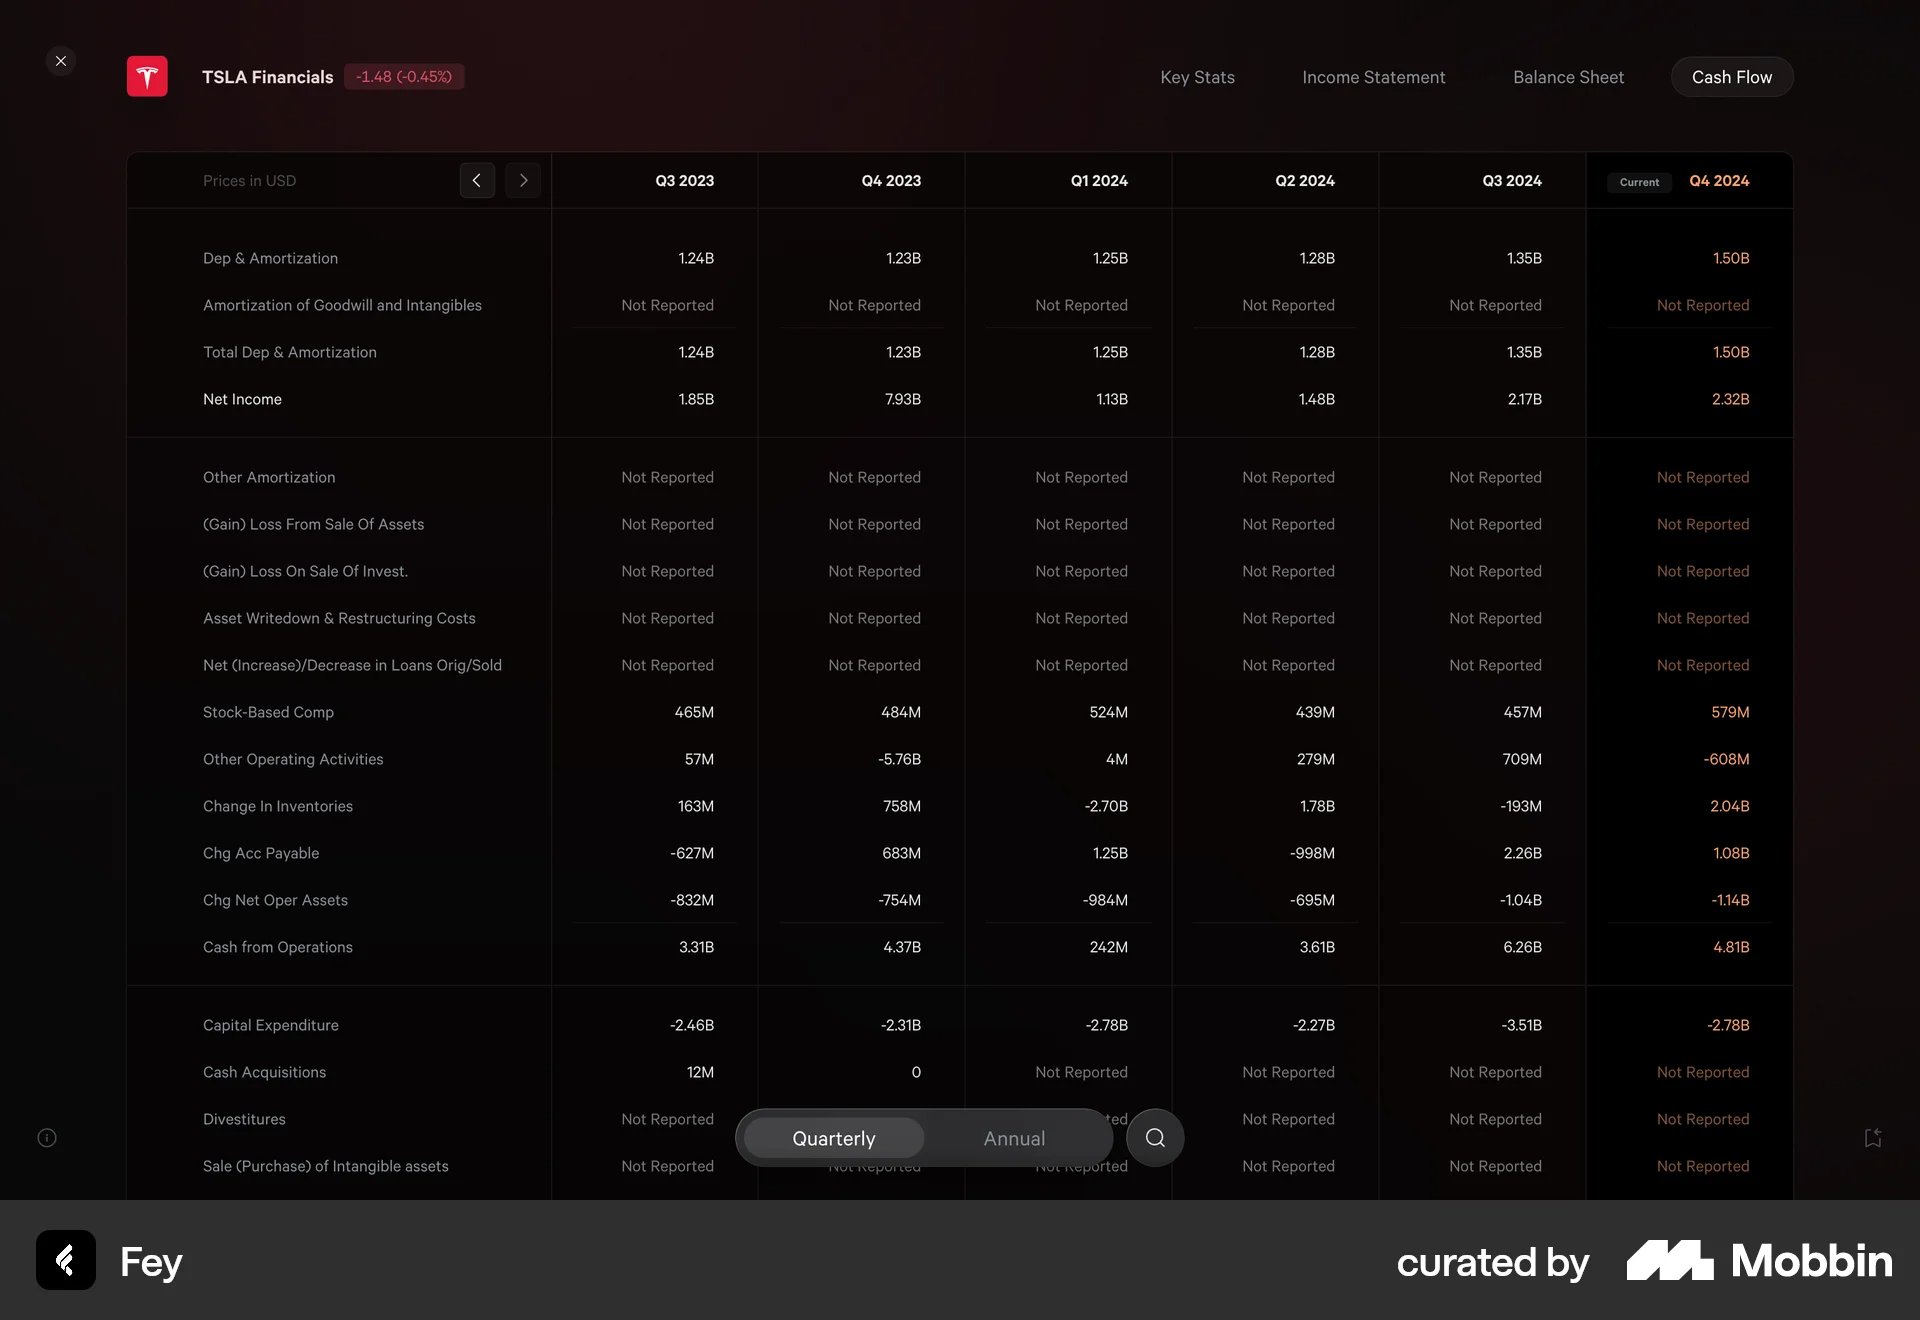 TSLA Financials -1.48 (-0.45%) Key Stats Income Statement Balance Sheet Cash Flow
Prices in USD Q3 2023 Q4 2023 Q1 2024 Q2 2024 Q3 2024 Current Q4 2024
Dep & Amortization 1.24B 1.23B 1.25B 1.28B 1.35B 1.50B
Amortization of Goodwill and Intangibles Not Reported Not Reported Not Reported Not Reported Not Reported Not Reported
Total Dep & Amortization 1.24B 1.23B 1.25B 1.28B 1.35B 1.50B
Net Income 1.85B 7.93B 1.13B 1.48B 2.17B 2.32B
Other Amortization Not Reported Not Reported Not Reported Not Reported Not Reported Not Reported
(Gain) Loss From Sale Of Assets Not Reported Not Reported Not Reported Not Reported Not Reported Not Reported
(Gain) Loss On Sale Of Invest. Not Reported Not Reported Not Reported Not Reported Not Reported Not Reported
Asset Writedown & Restructuring Costs Not Reported Not Reported Not Reported Not Reported Not Reported Not Reported
Net (Increase)/Decrease in Loans Orig/Sold Not Reported Not Reported Not Reported Not Reported Not Reported Not Reported
Stock-Based Comp 465M 484M 524M 439M 457M 579M
Other Operating Activities 57M -5.76B 4M 279M 709M -608M
Change In Inventories 163M 758M -2.70B 1.78B -193M 2.04B
Chg Acc Payable -627M 683M 1.25B -998M 2.26B 1.08B
Chg Net Oper Assets -832M -754M -984M -695M -1.04B -1.14B
Cash from Operations 3.31B 4.37B 242M 3.61B 6.26B 4.81B
Capital Expenditure -2.46B -2.31B -2.78B -2.27B -3.51B -2.78B
Cash Acquisitions 12M 0 Not Reported Not Reported Not Reported Not Reported
Divestitures Not Reported Not Reported Not Reported Not Reported
Quarterly Annual
Sale (Purchase) of Intangible assets Not Reported Not Reported Not Reported Not Reported Not Reported Not Reported
Fey curated by Mobbin